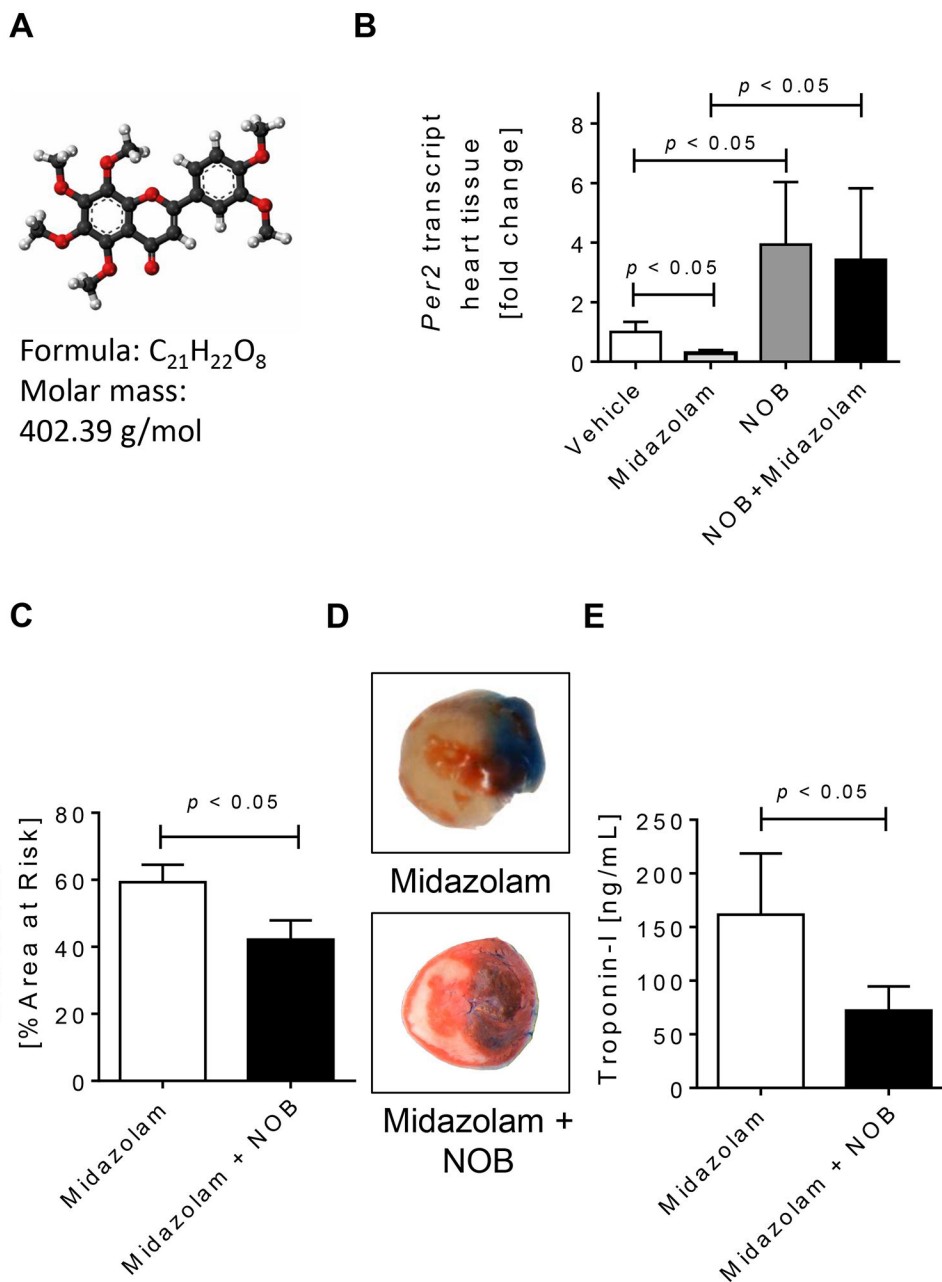 A
B
Formula: C21H22O8
Molar mass:
402.39 g/mol
Per2 transcript
heart tissue
[fold change]
8
6
4
2
0
p < 0.05
p < 0.05
p < 0.05
Vehicle
Midazolam
NOB
NOB+Midazolam
C
D
E
[% Area at Risk]
80
60
40
20
0
p < 0.05
Midazolam
Midazolam + NOB
Midazolam
Midazolam +
NOB
Troponin-I [ng/mL]
250
200
150
100
50
0
p < 0.05
Midazolam
Midazolam + NOB